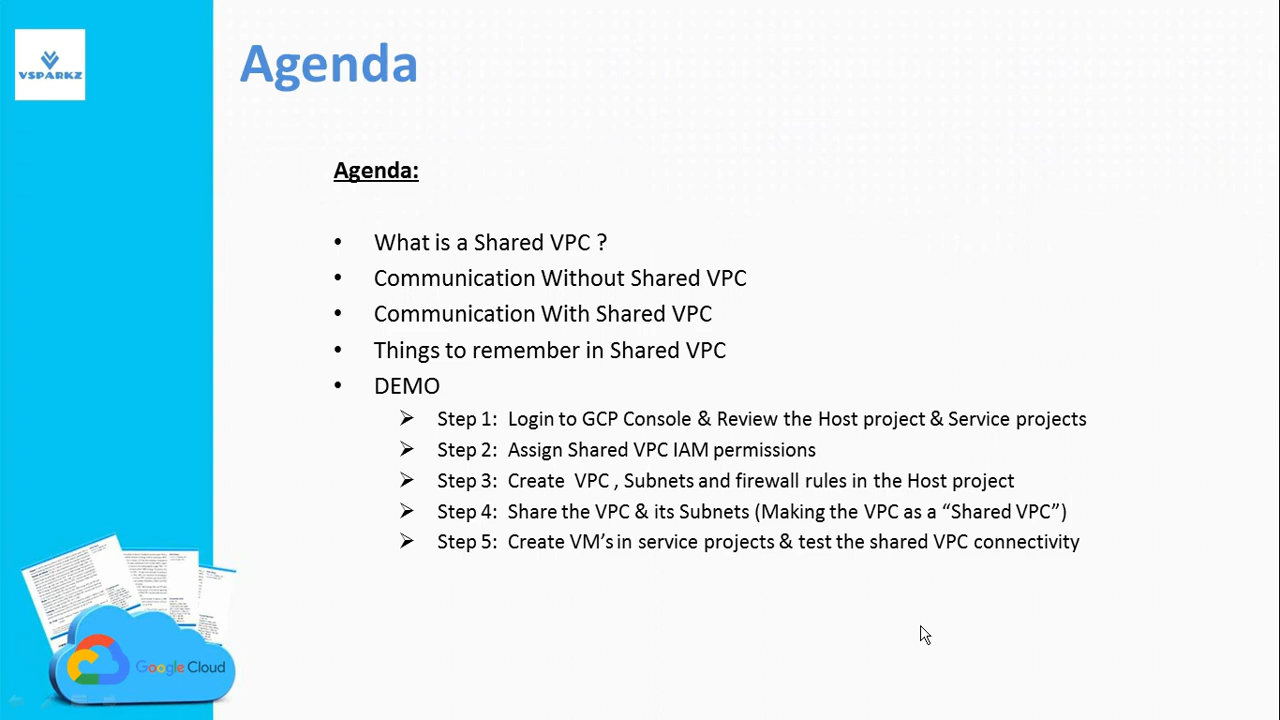 VSPARKZ
Agenda
Agenda:
• What is a Shared VPC ?
• Communication Without Shared VPC
• Communication With Shared VPC
• Things to remember in Shared VPC
• DEMO
➢ Step 1: Login to GCP Console & Review the Host project & Service projects
➢ Step 2: Assign Shared VPC IAM permissions
➢ Step 3: Create VPC , Subnets and firewall rules in the Host project
➢ Step 4: Share the VPC & its Subnets (Making the VPC as a “Shared VPC”)
➢ Step 5: Create VM’s in service projects & test the shared VPC connectivity
Google Cloud